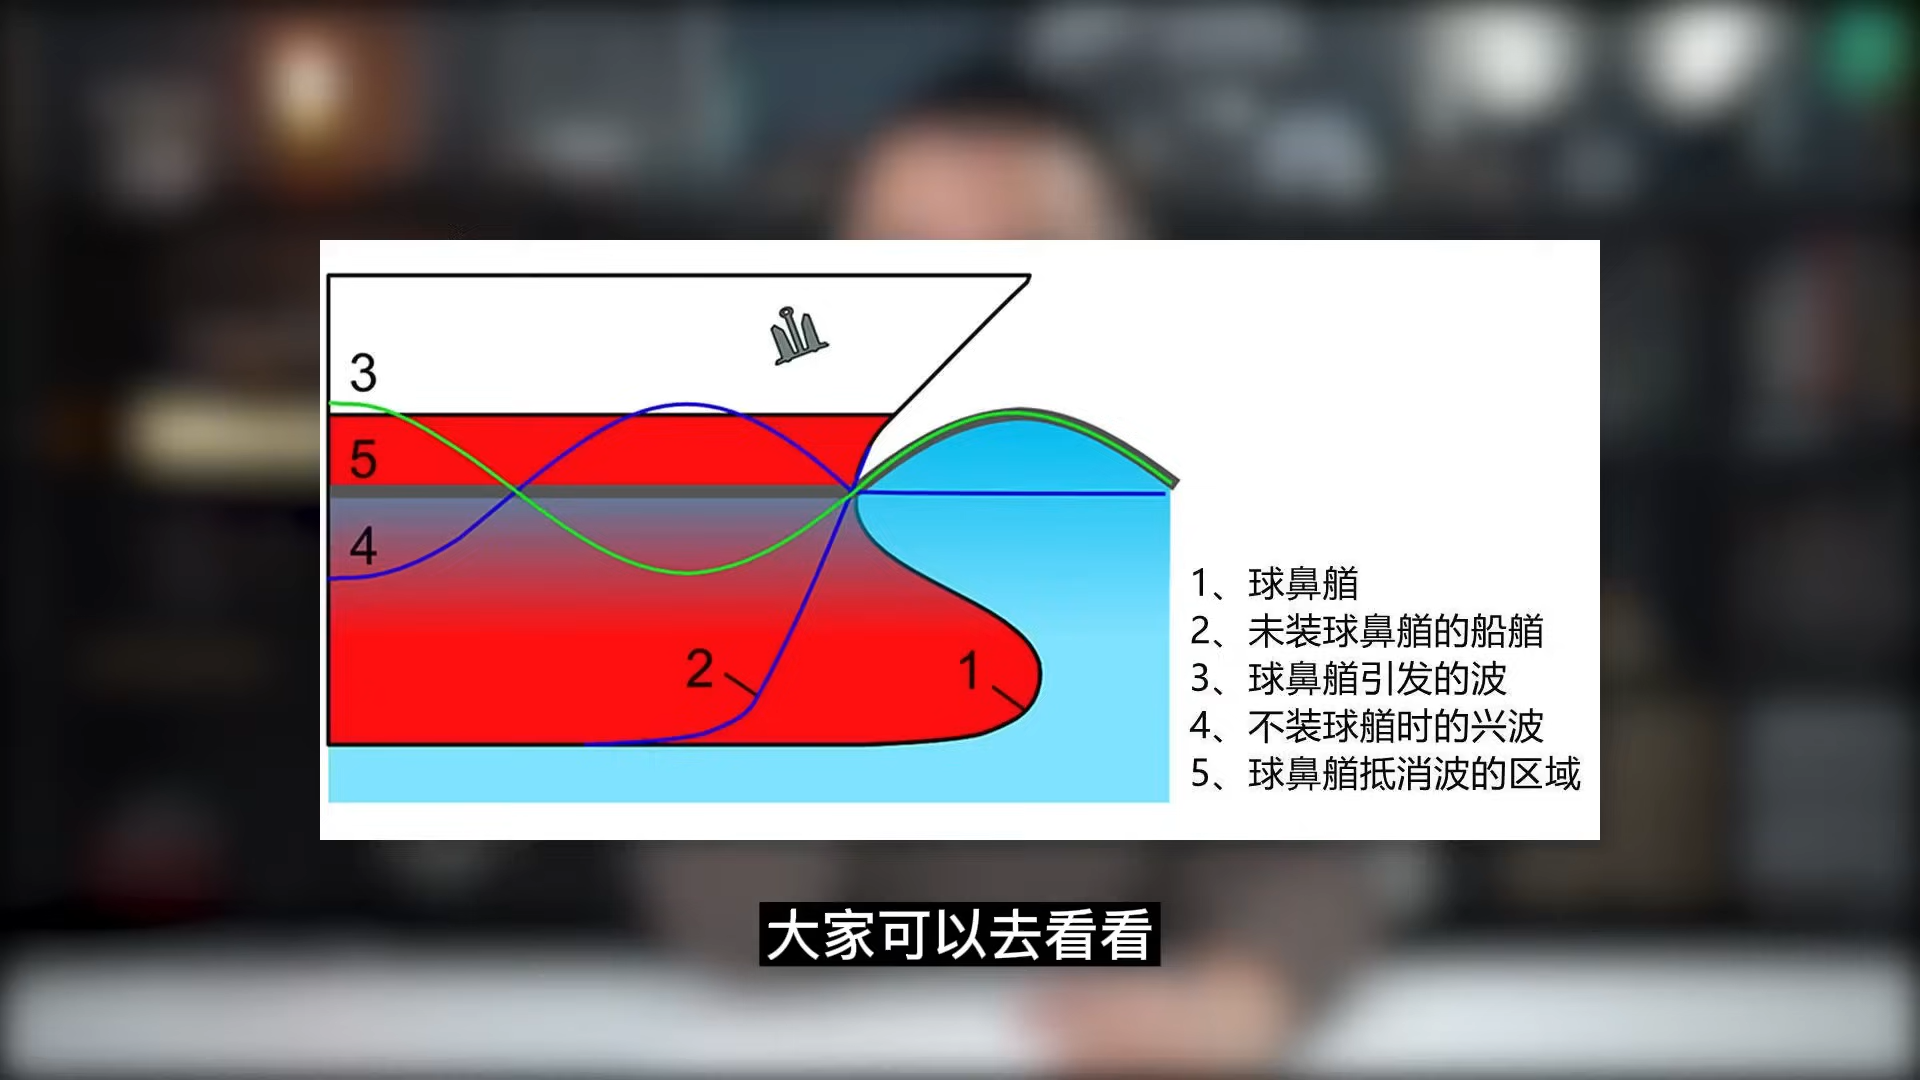 3
5
4
2
1
1、球鼻艏
2、未装球鼻艏的船艏
3、球鼻艏引发的波
4、不装球艏时的兴波
5、球鼻艏抵消波的区域
大家可以去看看